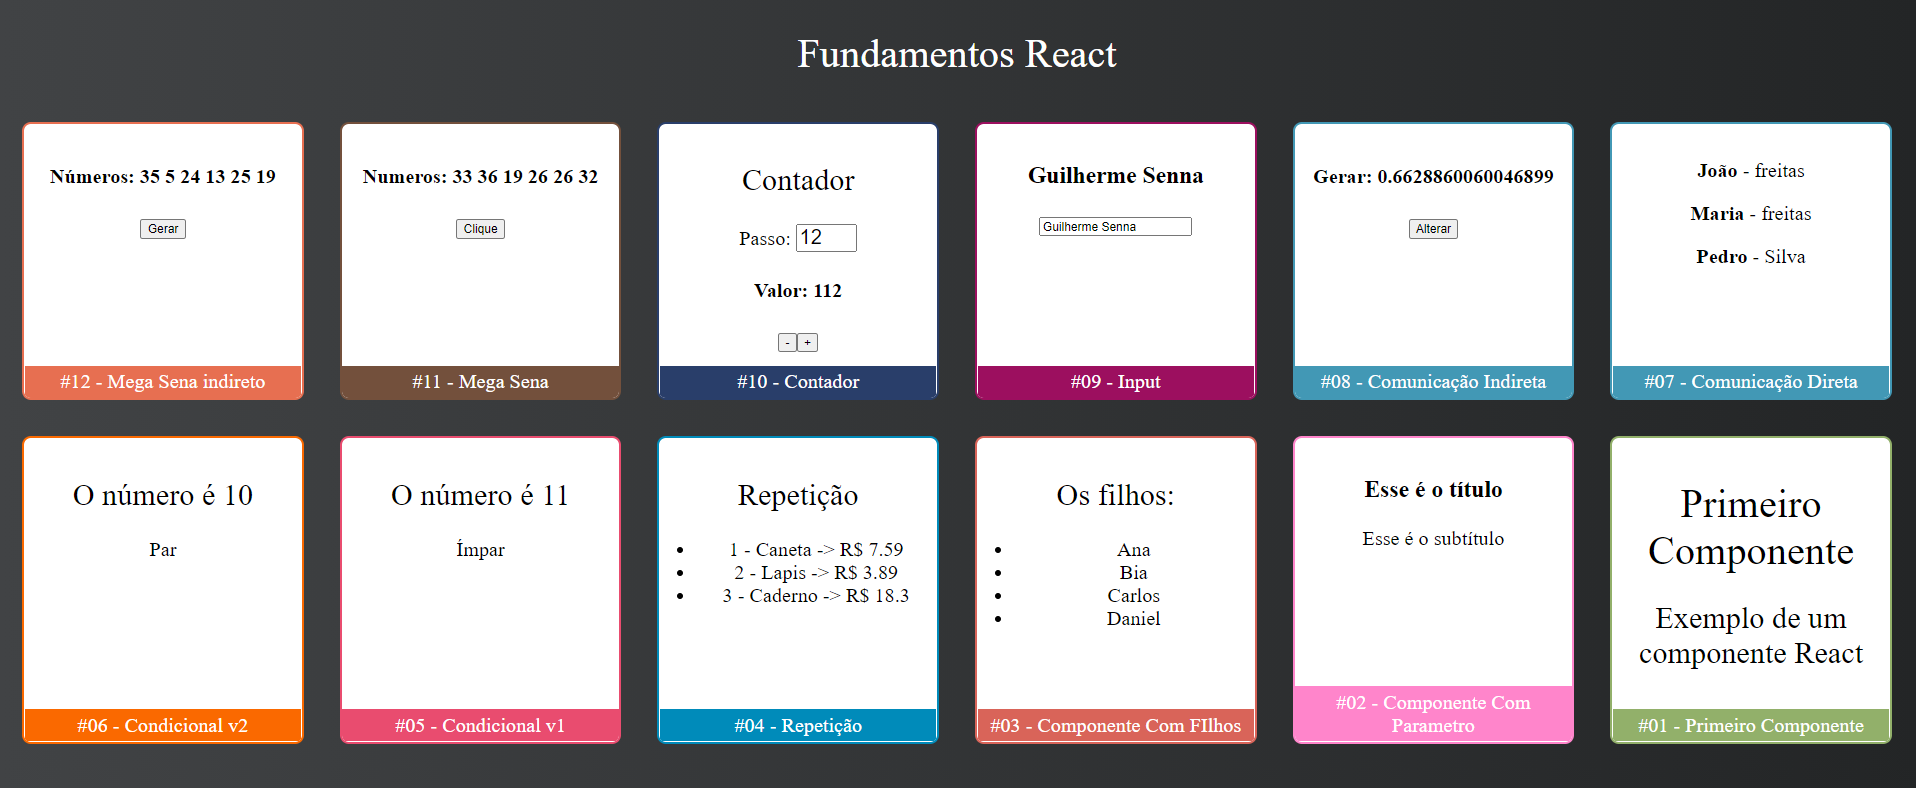 Fundamentos React
Números: 35 5 24 13 25 19
Gerar
#12 - Mega Sena indireto
Numeros: 33 36 19 26 26 32
Clique
#11 - Mega Sena
Contador
Passo: 12
Valor: 112
- +
#10 - Contador
Guilherme Senna
Guilherme Senna
#09 - Input
Gerar: 0.6628860060046899
Alterar
#08 - Comunicação Indireta
João - freitas
Maria - freitas
Pedro - Silva
#07 - Comunicação Direta
O número é 10
Par
#06 - Condicional v2
O número é 11
Ímpar
#05 - Condicional v1
Repetição
1 - Caneta -> R$ 7.59
2 - Lapis -> R$ 3.89
3 - Caderno -> R$ 18.3
#04 - Repetição
Os filhos:
Ana
Bia
Carlos
Daniel
#03 - Componente Com FIlhos
Esse é o título
Esse é o subtítulo
#02 - Componente Com
Parametro
Primeiro
Componente
Exemplo de um
componente React
#01 - Primeiro Componente